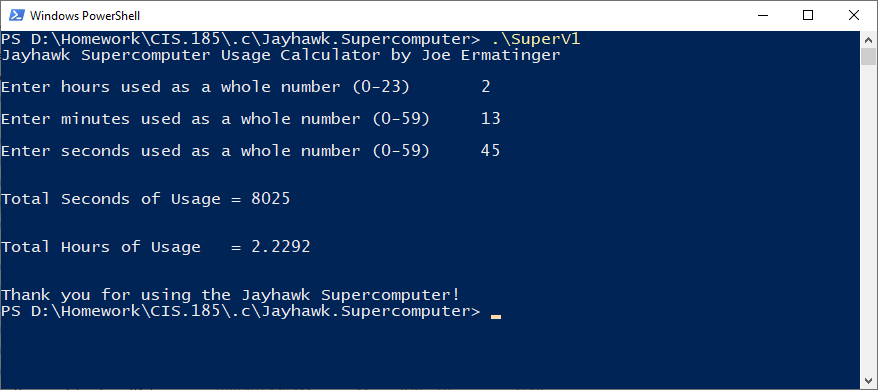 Windows PowerShell
PS D:\Homework\CIS.185\.c\Jayhawk.Supercomputer> .\SuperV1
Jayhawk Supercomputer Usage Calculator by Joe Ermatinger
Enter hours used as a whole number (0-23)       2
Enter minutes used as a whole number (0-59)     13
Enter seconds used as a whole number (0-59)     45
Total Seconds of Usage = 8025
Total Hours of Usage   = 2.2292
Thank you for using the Jayhawk Supercomputer!
PS D:\Homework\CIS.185\.c\Jayhawk.Supercomputer>